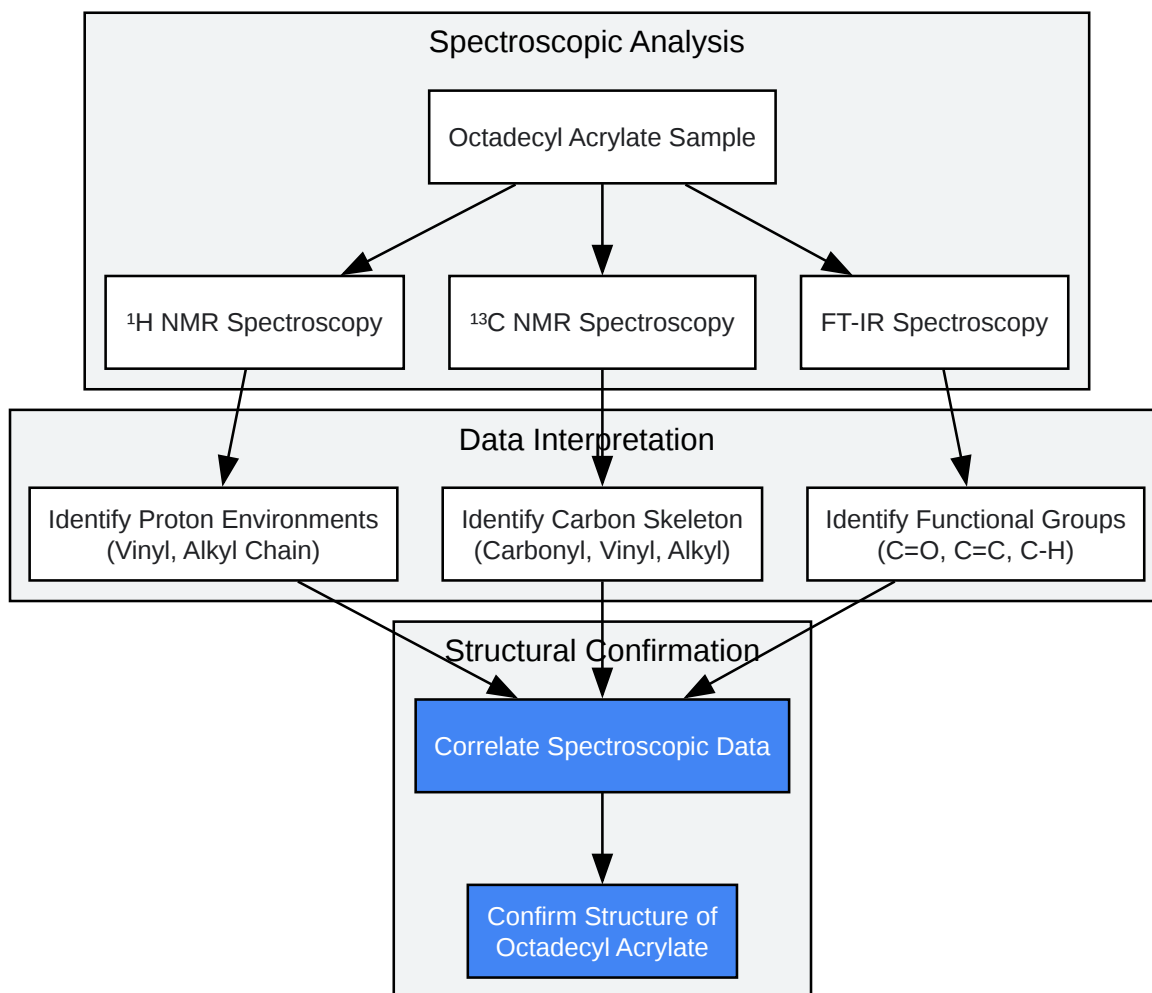 Spectroscopic Analysis
Octadecyl Acrylate Sample
¹H NMR Spectroscopy
¹³C NMR Spectroscopy
FT-IR Spectroscopy
Data Interpretation
Identify Proton Environments
(Vinyl, Alkyl Chain)
Identify Carbon Skeleton
(Carbonyl, Vinyl, Alkyl)
Identify Functional Groups
(C=O, C=C, C-H)
Structural Confirmation
Correlate Spectroscopic Data
Confirm Structure of
Octadecyl Acrylate